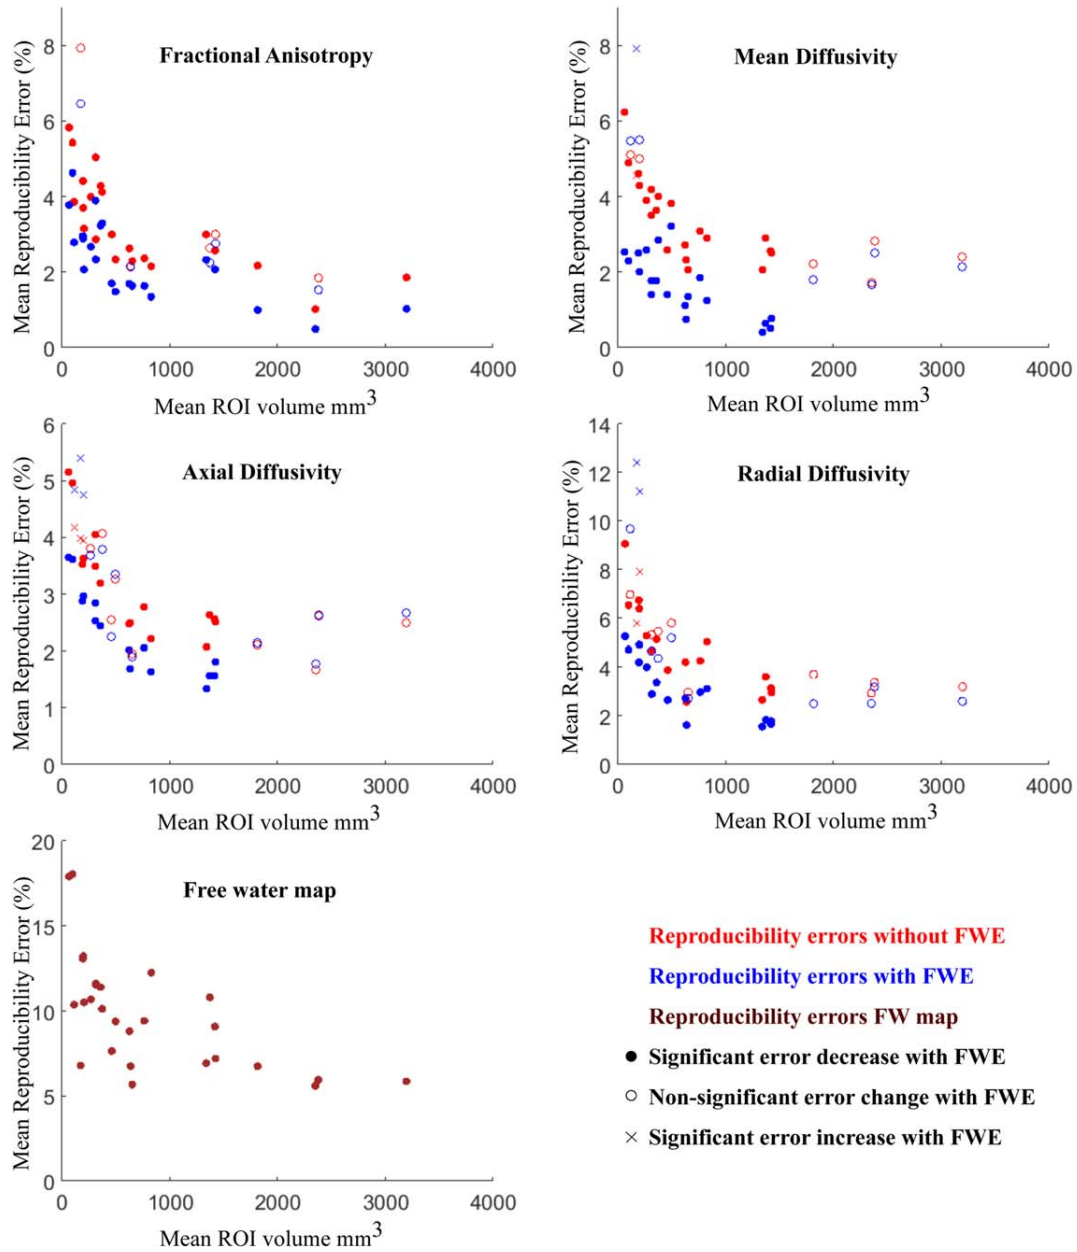 Fractional Anisotropy
Mean Reproducibility Error (%)
8
6
4
2
0
0 1000 2000 3000 4000
Mean ROI volume mm³
Mean Diffusivity
Mean Reproducibility Error (%)
8
6
4
2
0
0 1000 2000 3000 4000
Mean ROI volume mm³
Axial Diffusivity
Mean Reproducibility Error (%)
6
5
4
3
2
1
0
0 1000 2000 3000 4000
Mean ROI volume mm³
Radial Diffusivity
Mean Reproducibility Error (%)
14
12
10
8
6
4
2
0
0 1000 2000 3000 4000
Mean ROI volume mm³
Free water map
Mean Reproducibility Error (%)
20
15
10
5
0
0 1000 2000 3000 4000
Mean ROI volume mm³
Reproducibility errors without FWE
Reproducibility errors with FWE
Reproducibility errors FW map
Significant error decrease with FWE
Non-significant error change with FWE
Significant error increase with FWE